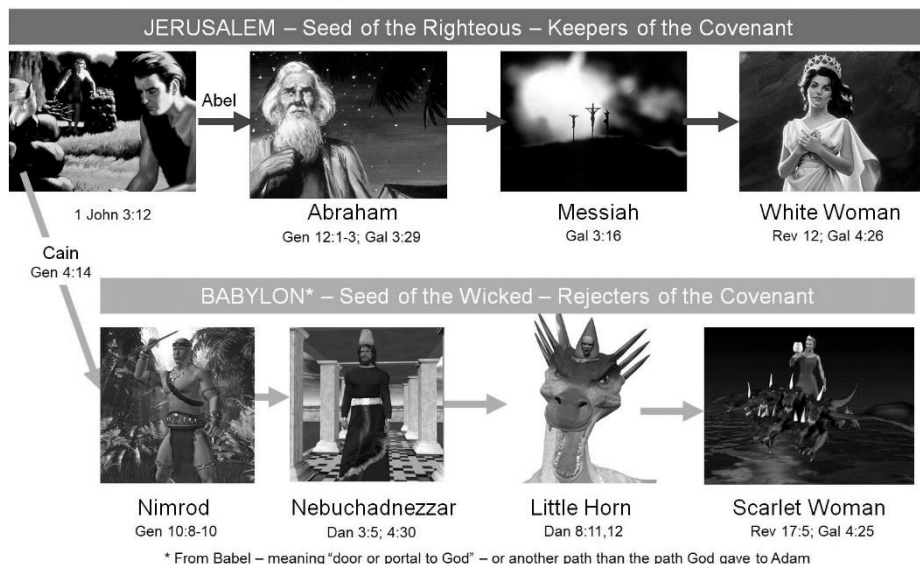 JERUSALEM – Seed of the Righteous – Keepers of the Covenant
Abel
1 John 3:12
Abraham
Gen 12:1-3; Gal 3:29
Messiah
Gal 3:16
White Woman
Rev 12; Gal 4:26
Cain
Gen 4:14
BABYLON* – Seed of the Wicked – Rejecters of the Covenant
Nimrod
Gen 10:8-10
Nebuchadnezzar
Dan 3:5; 4:30
Little Horn
Dan 8:11,12
Scarlet Woman
Rev 17:5; Gal 4:25
* From Babel – meaning “door or portal to God” – or another path than the path God gave to Adam